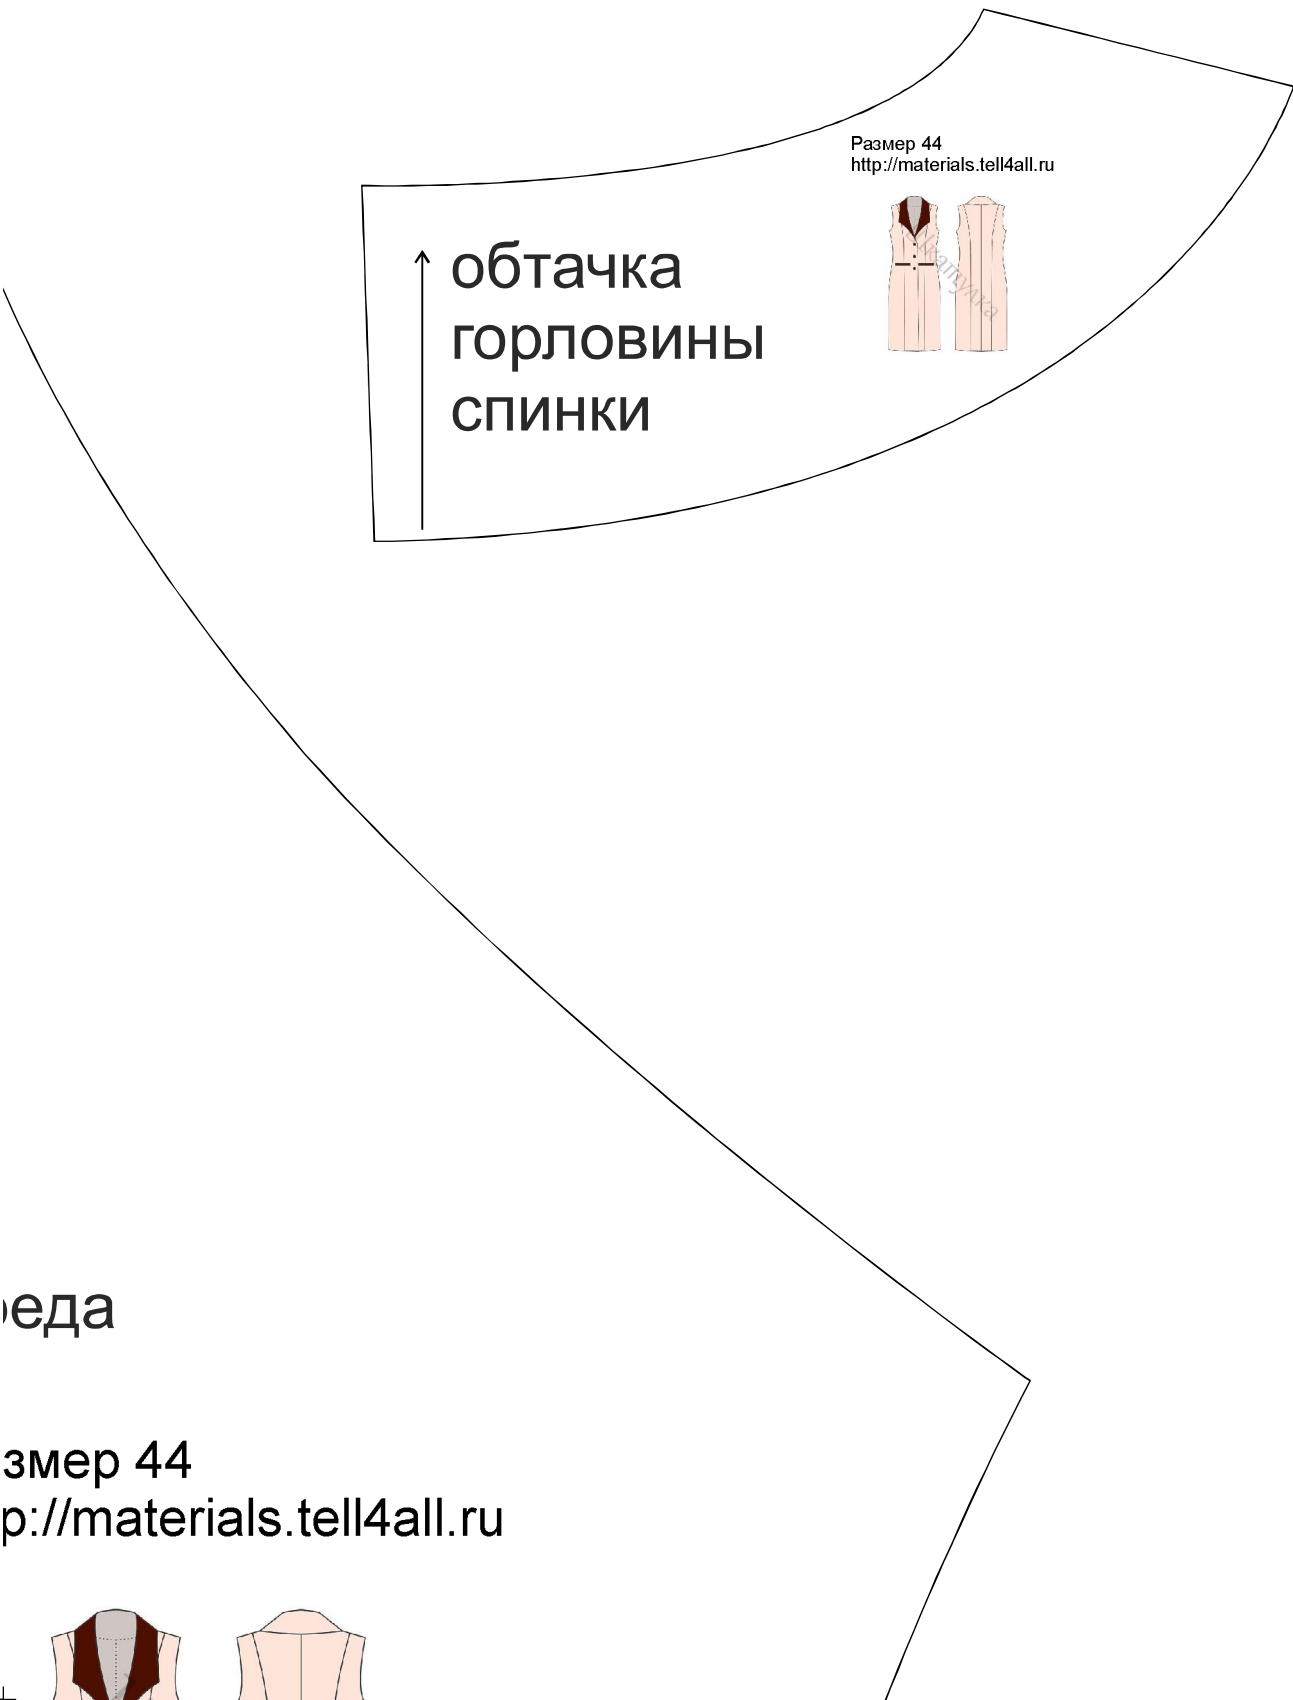 Размер 44
http://materials.tell4all.ru
обтачка
горловины
спинки
еда
змер 44
p://materials.tell4all.ru